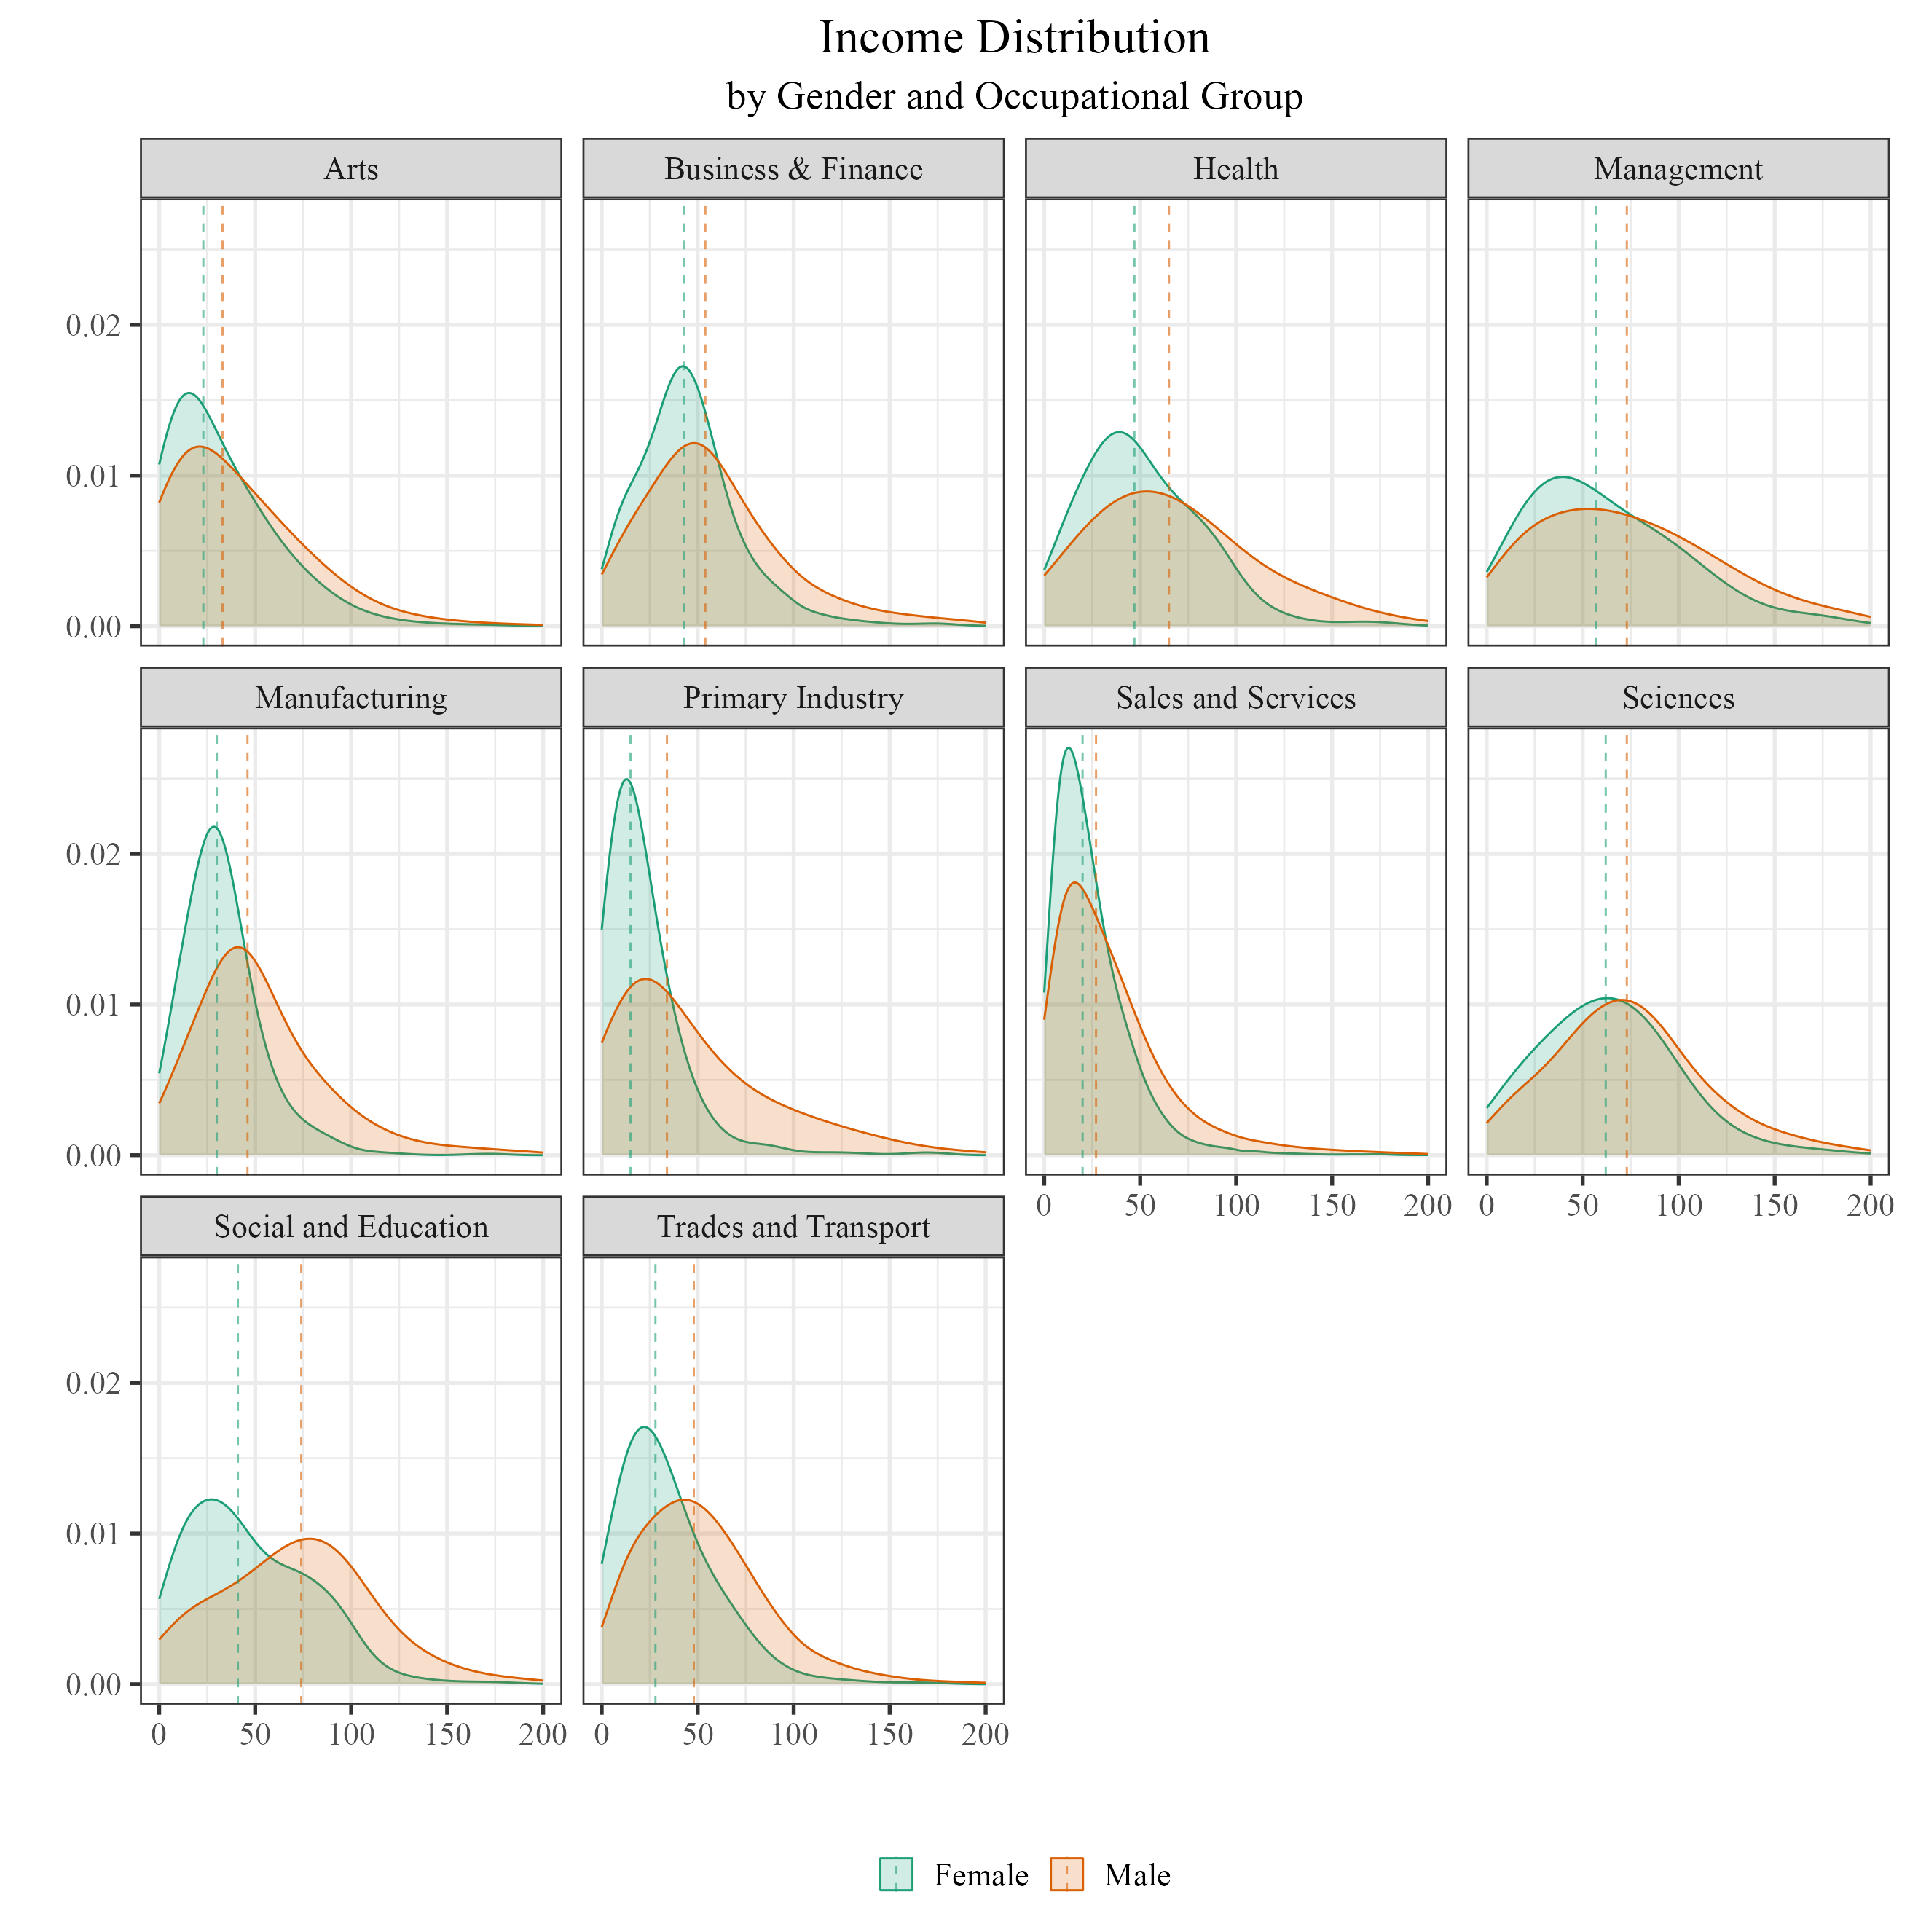 Income Distribution
by Gender and Occupational Group
Arts
Business & Finance
Health
Management
0.02
0.01
0.00
Manufacturing
Primary Industry
Sales and Services
Sciences
0.02
0.01
0.00
0 50 100 150 200
0 50 100 150 200
Social and Education
Trades and Transport
0.02
0.01
0.00
0 50 100 150 200
0 50 100 150 200
Female Male